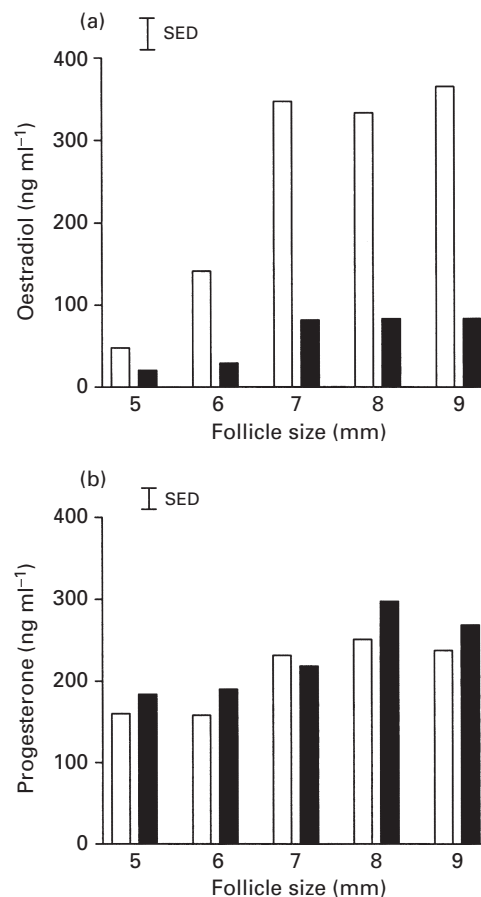 (a)
SED
400
300
200
100
0
Oestradiol (ng ml⁻¹)
5 6 7 8 9
Follicle size (mm)
(b)
SED
400
300
200
100
0
Progesterone (ng ml⁻¹)
5 6 7 8 9
Follicle size (mm)